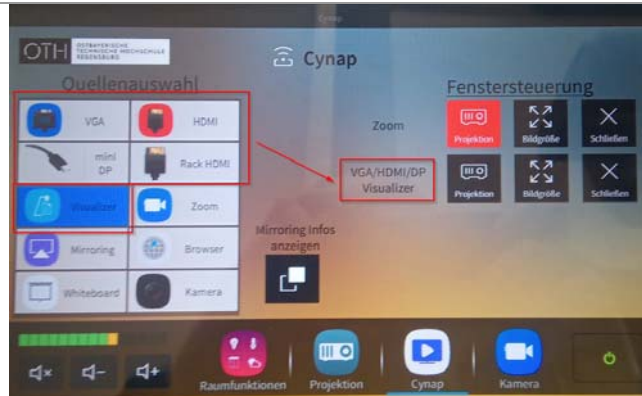 Cynap
OTH
OSTBAYERISCHE
TECHNISCHE HOCHSCHULE
REGENSBURG
Cynap
Quellenauswahl
VGA
HDMI
mini
DP
Rack HDMI
Visualizer
Zoom
Mirroring
Browser
Whiteboard
Kamera
Fenstersteuerung
Zoom
Projektion
Bildgröße
Schließen
VGA/HDMI/DP
Visualizer
Projektion
Bildgröße
Schließen
Mirroring Infos
anzeigen
Raumfunktionen
Projektion
Cynap
Kamera